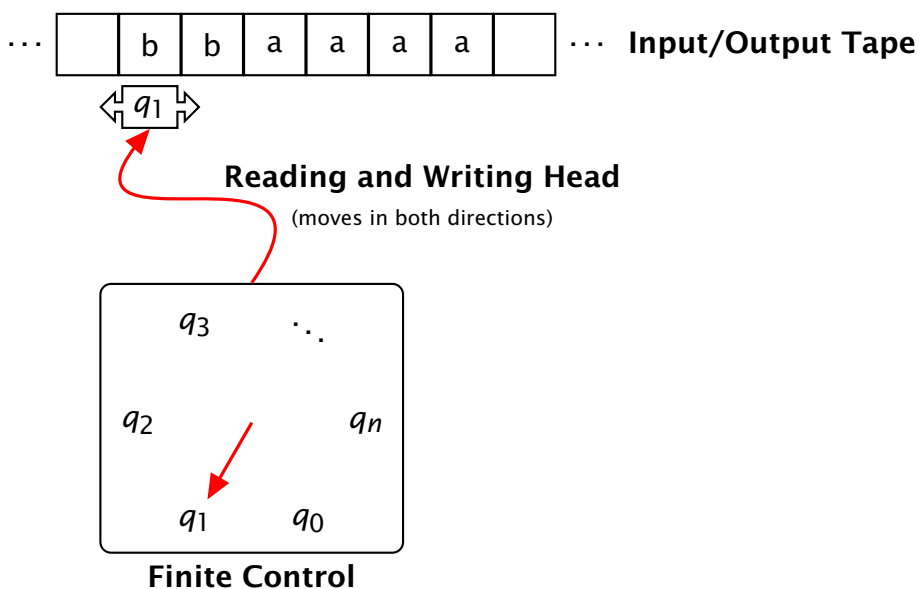 ... b b a a a a ... Input/Output Tape
q1
Reading and Writing Head
(moves in both directions)
q3 ⋱
q2 qn
q1 q0
Finite Control